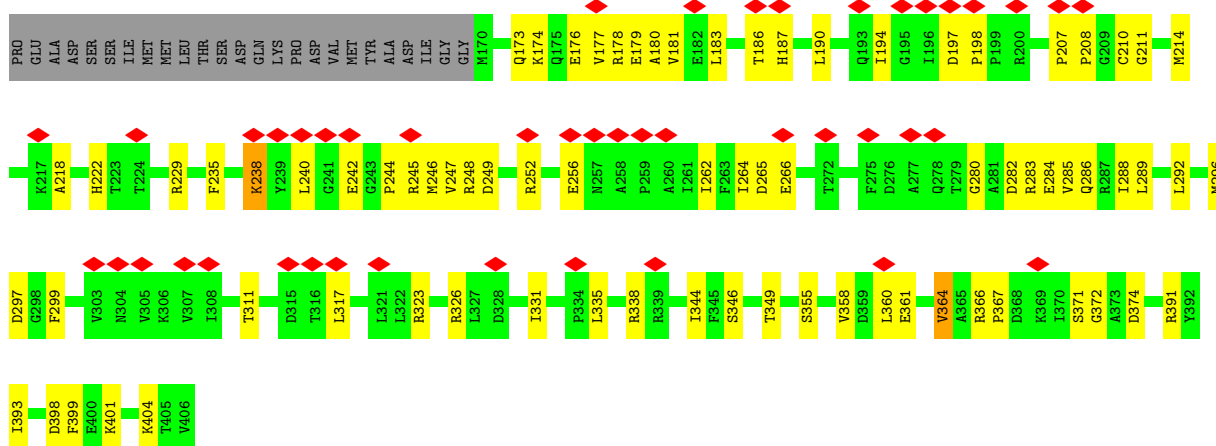 PRO GLU ALA ASP SER SER ILE MET MET LEU THR SER ASP GLN LYS PRO ASP VAL MET TYR ALA ASP ILE GLY GLY M170 Q173 K174 Q175 E176 V177 R178 E179 A180 V181 E182 L183 T186 H187 L190 Q193 I194 G195 I196 D197 P198 P199 R200 P207 P208 G209 C210 G211 M214
K217 A218 H222 T223 T224 R229 F235 K238 Y239 L240 G241 E242 G243 P244 R245 M246 V247 R248 D249 R252 E256 N257 A258 P259 A260 I261 I262 F263 I264 D265 E266 T272 F275 D276 A277 Q278 T279 G280 A281 D282 R283 E284 V285 Q286 R287 I288 L289 L292
D297 G298 F299 V303 N304 V305 K306 V307 I308 T311 D315 T316 L317 L321 L322 R323 R326 L327 D328 I331 P334 L335 R338 R339 I344 F345 S346 T349 S355 V358 D359 L360 E361 V364 A365 R366 P367 D368 K369 I370 S371 G372 A373 D374 R391 Y392
I393 D398 F399 E400 K401 K404 T405 V406